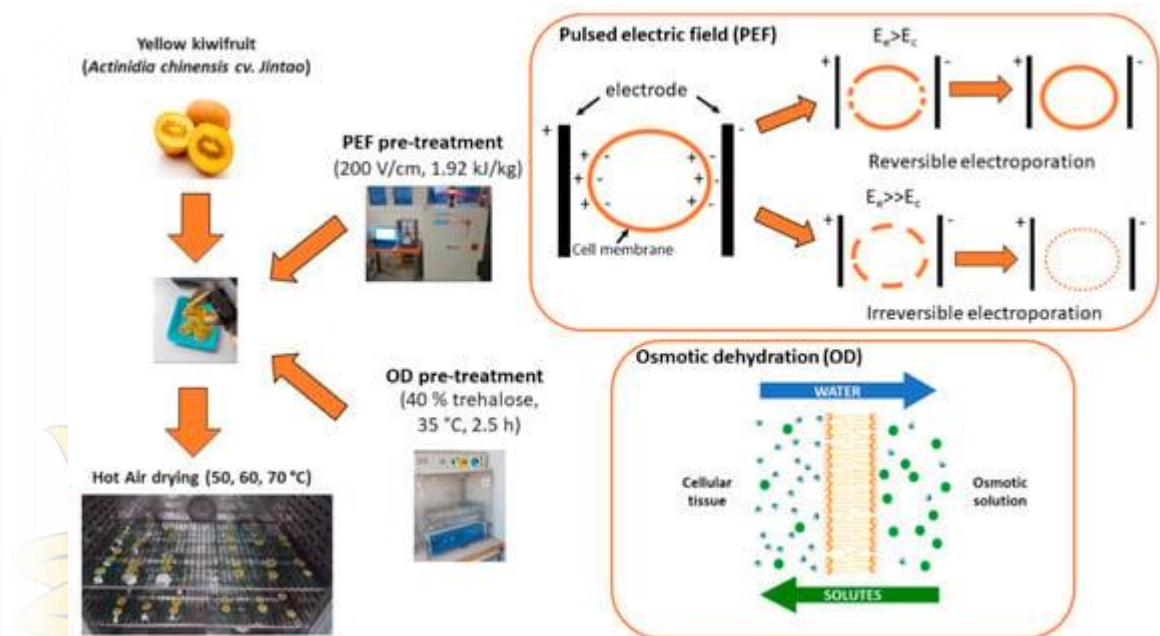 Yellow kiwifruit
(Actinidia chinensis cv. Jintao)
PEF pre-treatment
(200 V/cm, 1.92 kJ/kg)
OD pre-treatment
(40 % trehalose,
35 °C, 2.5 h)
Hot Air drying (50, 60, 70 °C)
Pulsed electric field (PEF)
electrode
+
-
+ -
+ -
+ -
+ -
+ -
+ -
Cell membrane
Ee>Ec
+
-
+
-
Reversible electroporation
Ee>>Ec
+
-
+
-
Irreversible electroporation
Osmotic dehydration (OD)
WATER
Cellular
tissue
Osmotic
solution
SOLUTES